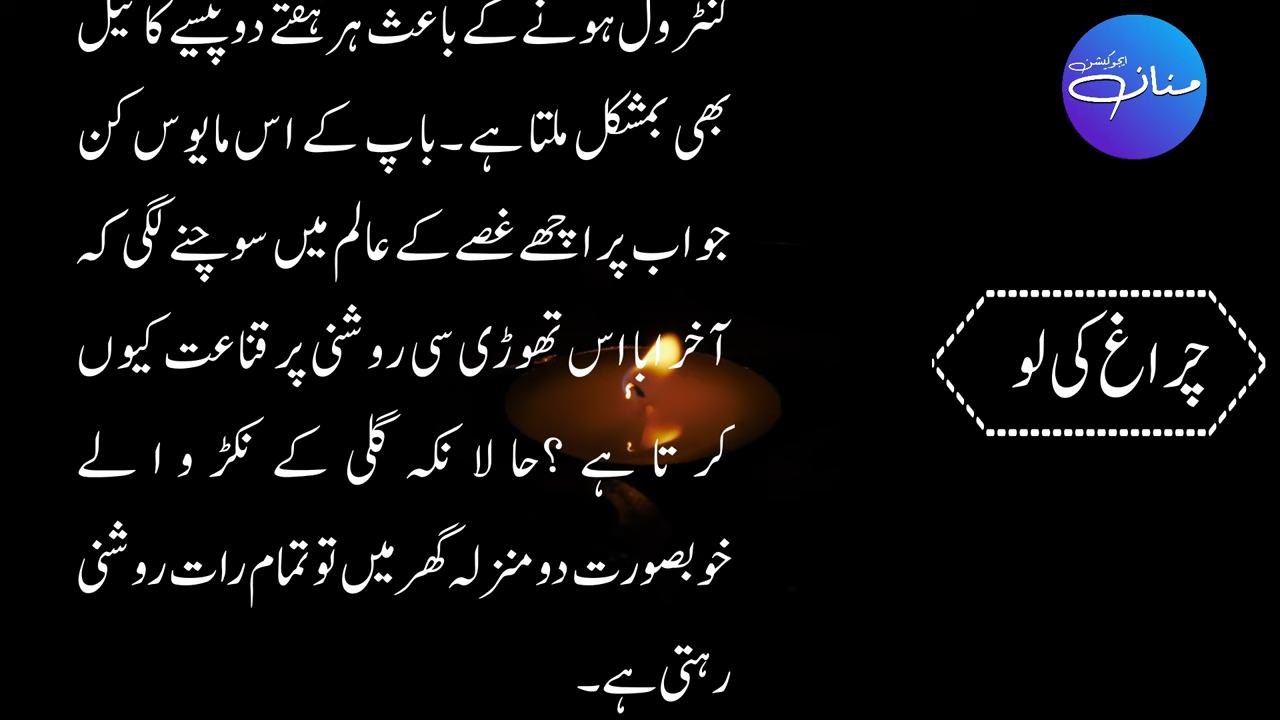 کنٹرول ہونے کے باعث ہر ہفتے دو پیسے کا تیل
بھی بمشکل ملتا ہے۔ باپ کے اس مایوس کن
جواب پر اچھے غصے کے عالم میں سوچنے لگی کہ
آخر ابا اس تھوڑی سی روشنی پر قناعت کیوں
کرتا ہے ؟ حالانکہ گلی کے نکڑ والے
خوبصورت دو منزلہ گھر میں تو تمام رات روشنی
رہتی ہے۔
ایجوکیشن
منان
چراغ کی لو